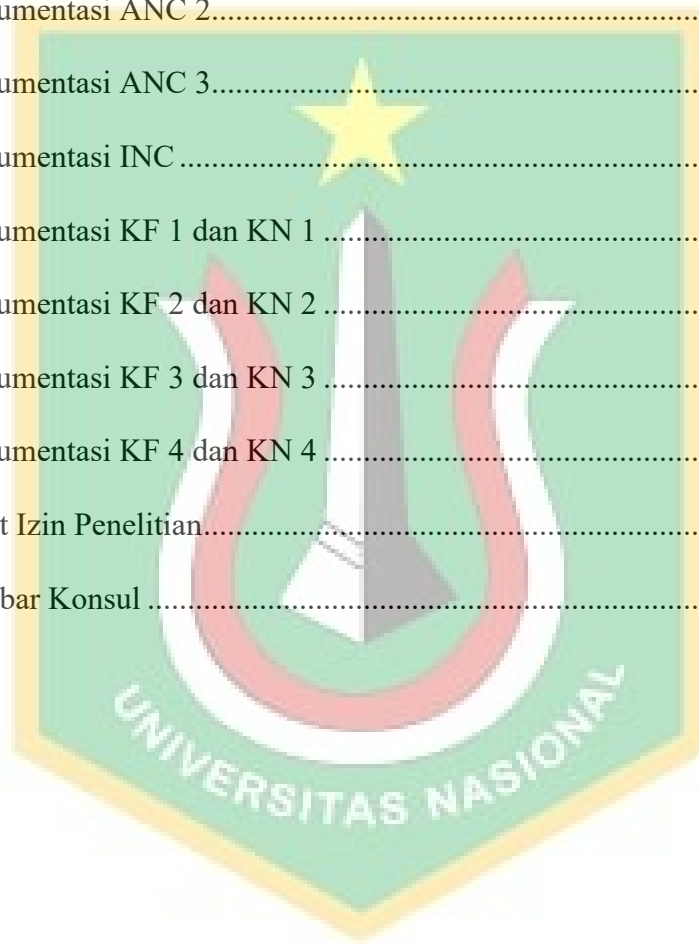 umentasi ANC 2..........................................................
umentasi ANC 3..........................................................
umentasi INC ..............................................................
umentasi KF 1 dan KN 1 ............................................
umentasi KF 2 dan KN 2 ............................................
umentasi KF 3 dan KN 3 ............................................
umentasi KF 4 dan KN 4 ............................................
t Izin Penelitian...........................................................
bar Konsul ..................................................................
UNIVERSITAS NASIONAL